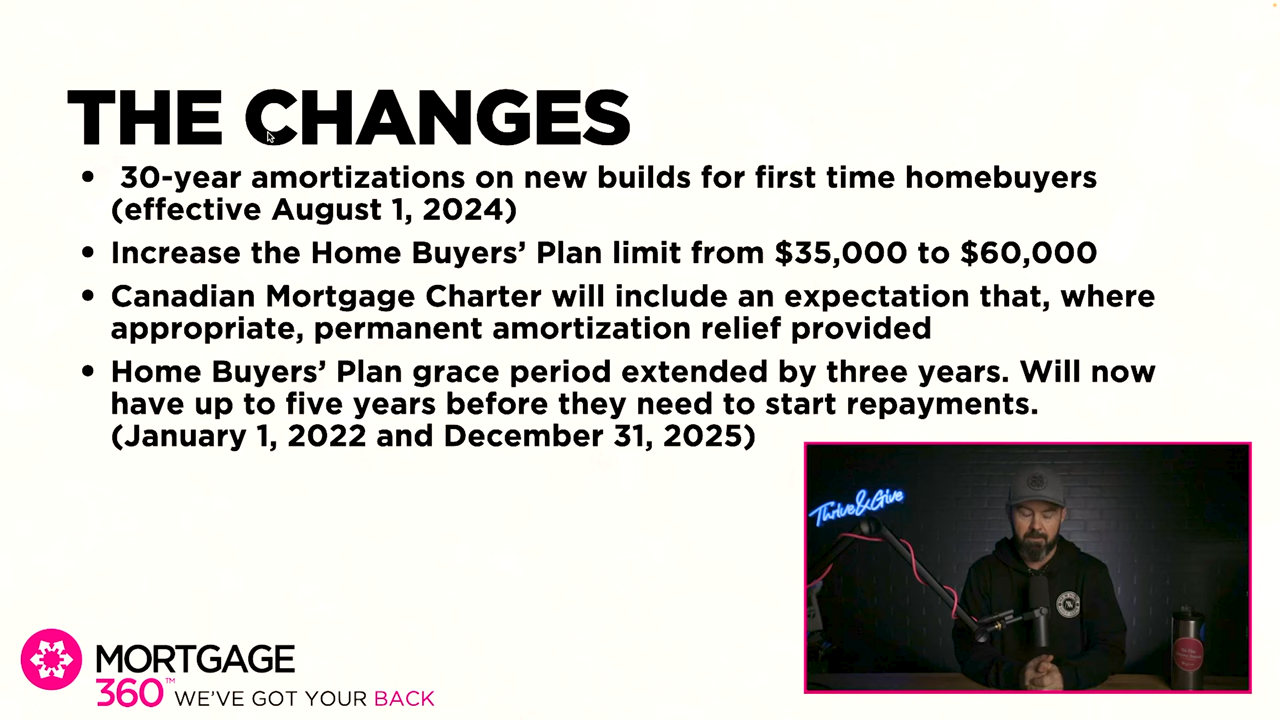 THE CHANGES
• 30-year amortizations on new builds for first time homebuyers
(effective August 1, 2024)
• Increase the Home Buyers’ Plan limit from $35,000 to $60,000
• Canadian Mortgage Charter will include an expectation that, where
appropriate, permanent amortization relief provided
• Home Buyers’ Plan grace period extended by three years. Will now
have up to five years before they need to start repayments.
(January 1, 2022 and December 31, 2025)
Thrive&Give
MORTGAGE
360™ WE’VE GOT YOUR BACK